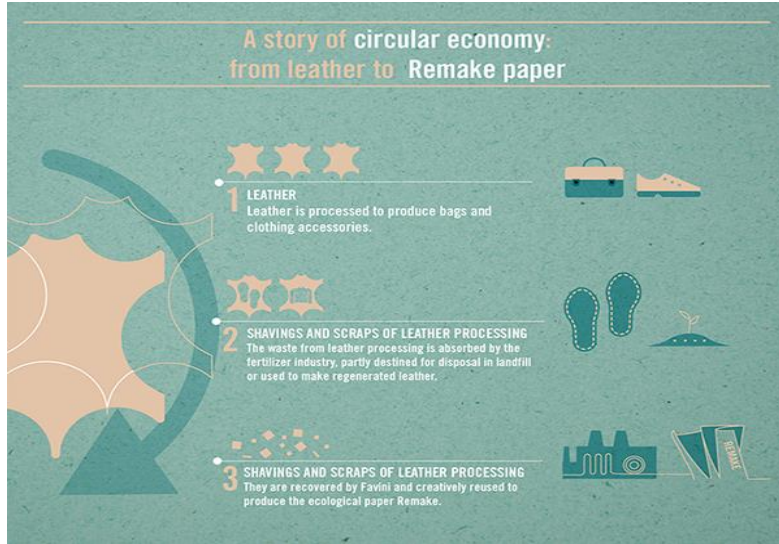 A story of circular economy:
from leather to Remake paper
1 LEATHER
Leather is processed to produce bags and
clothing accessories.
2 SHAVINGS AND SCRAPS OF LEATHER PROCESSING
The waste from leather processing is absorbed by the
fertilizer industry, partly destined for disposal in landfill
or used to make regenerated leather.
3 SHAVINGS AND SCRAPS OF LEATHER PROCESSING
They are recovered by Favini and creatively reused to
produce the ecological paper Remake.
REMAKE